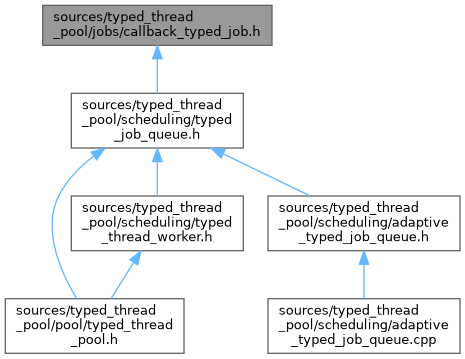 sources/typed_thread
_pool/jobs/callback_typed_job.h
sources/typed_thread
_pool/scheduling/typed
_job_queue.h
sources/typed_thread
_pool/scheduling/typed
_thread_worker.h
sources/typed_thread
_pool/scheduling/adaptive
_typed_job_queue.h
sources/typed_thread
_pool/pool/typed_thread
_pool.h
sources/typed_thread
_pool/scheduling/adaptive
_typed_job_queue.cpp